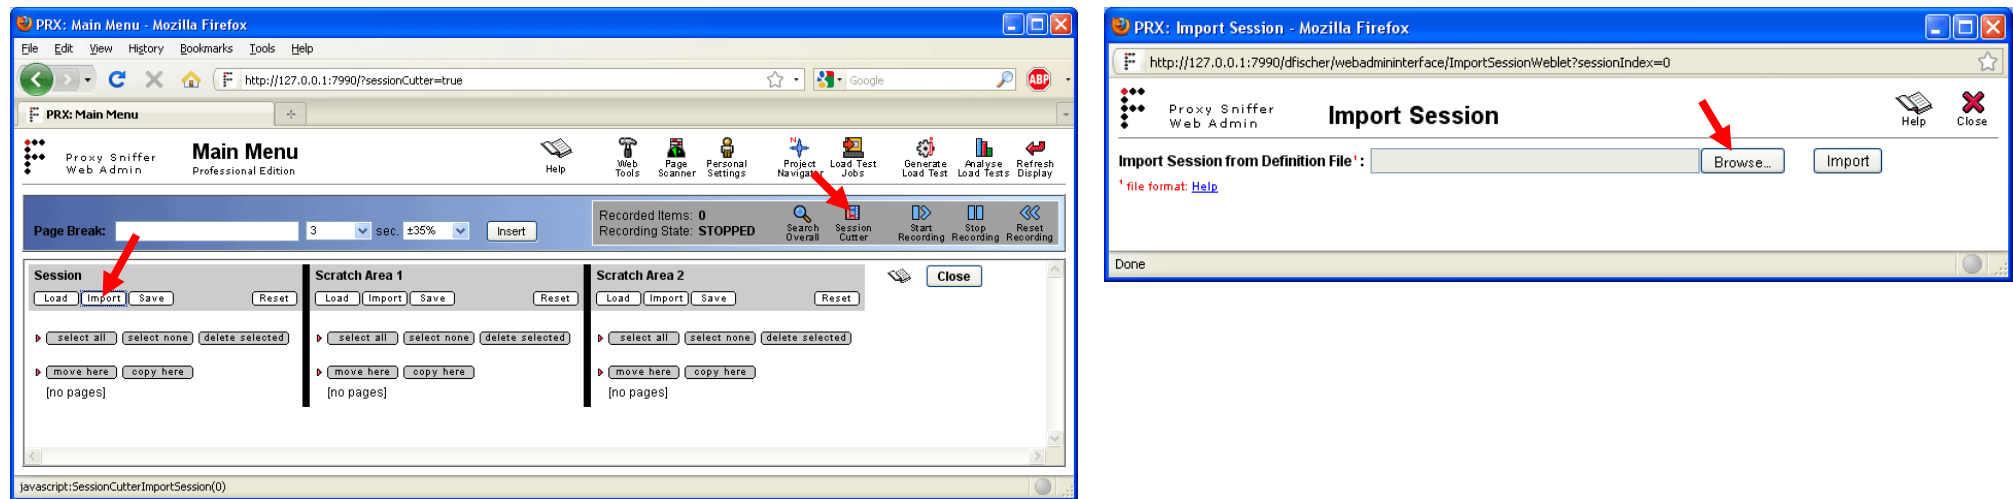 PRX: Main Menu - Mozilla Firefox
File Edit View History Bookmarks Tools Help
http://127.0.0.1:7990/?sessionCutter=true
Google
ABP
PRX: Main Menu
Proxy Sniffer
Web Admin
Main Menu
Professional Edition
Help
Web Tools
Page Scanner
Personal Settings
Project Navigator
Load Test Jobs
Generate Load Test
Analyse Load Tests
Refresh Display
Page Break:
3 sec. ±35% Insert
Recorded Items: 0
Recording State: STOPPED
Search Overall
Session Cutter
Start Recording
Stop Recording
Reset Recording
Session
Load Import Save Reset
select all select none delete selected
move here copy here
[no pages]
Scratch Area 1
Load Import Save Reset
select all select none delete selected
move here copy here
[no pages]
Scratch Area 2
Load Import Save Reset
select all select none delete selected
move here copy here
[no pages]
Close
javascript:SessionCutterImportSession(0)
PRX: Import Session - Mozilla Firefox
http://127.0.0.1:7990/dfischer/webadmininterface/ImportSessionWeblet?sessionIndex=0
Proxy Sniffer
Web Admin
Import Session
Help
Close
Import Session from Definition File¹: Browse... Import
¹ file format: Help
Done